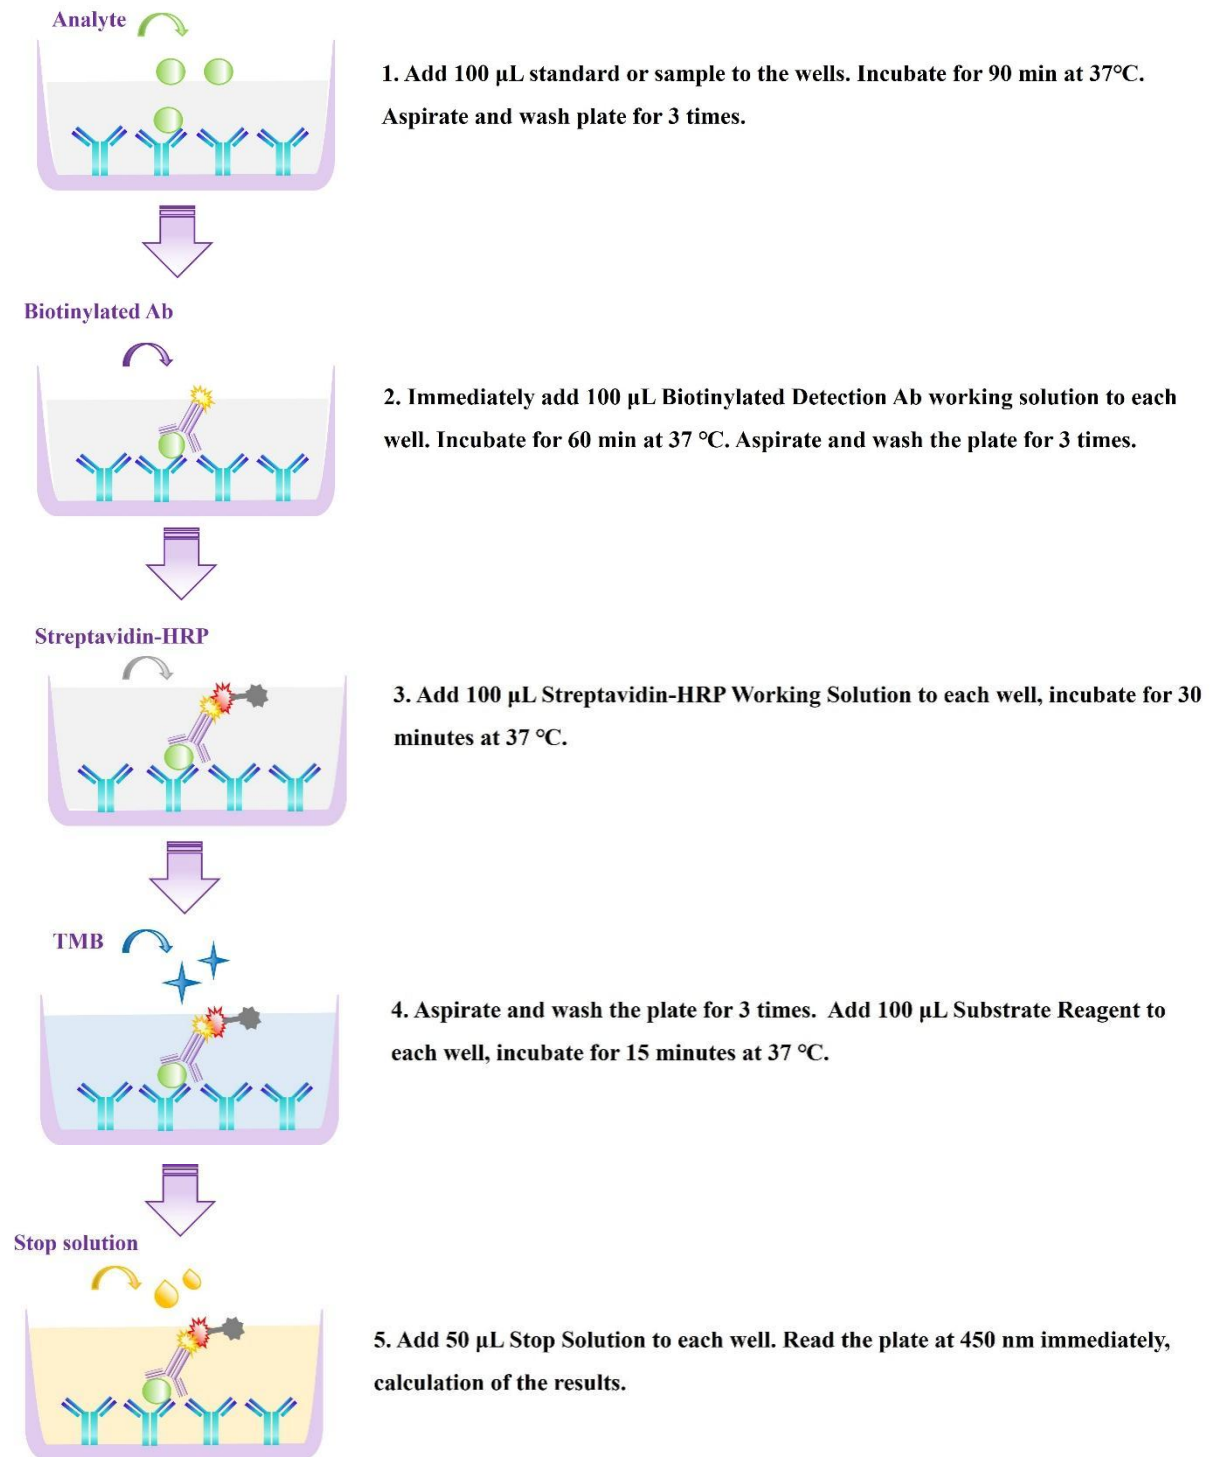 Analyte
1. Add 100 μL standard or sample to the wells. Incubate for 90 min at 37℃.
Aspirate and wash plate for 3 times.
Biotinylated Ab
2. Immediately add 100 μL Biotinylated Detection Ab working solution to each
well. Incubate for 60 min at 37 ℃. Aspirate and wash the plate for 3 times.
Streptavidin-HRP
3. Add 100 μL Streptavidin-HRP Working Solution to each well, incubate for 30
minutes at 37 ℃.
TMB
4. Aspirate and wash the plate for 3 times.  Add 100 μL Substrate Reagent to
each well, incubate for 15 minutes at 37 ℃.
Stop solution
5. Add 50 μL Stop Solution to each well. Read the plate at 450 nm immediately,
calculation of the results.